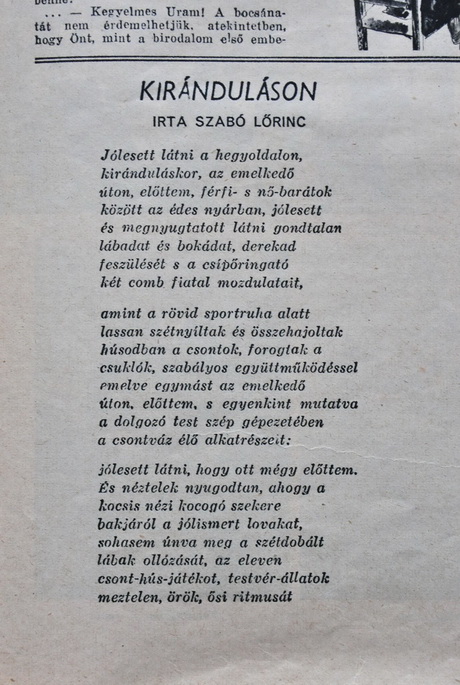 ... — Kegyelmes Uram! A bocsána-
tát nem érdemelhetjük, atekintetben,
hogy Önt, mint a birodalom első embe-
KIRÁNDULÁSON
IRTA SZABÓ LŐRINC
Jólesett látni a hegyoldalon,
kiránduláskor, az emelkedő
úton, előttem, férfi- s nő-barátok
között az édes nyárban, jólesett
és megnyugtatott látni gondtalan
lábadat és bokádat, derekad
feszülését s a csípőringató
két comb fiatal mozdulatait,
amint a rövid sportruha alatt
lassan szétnyíltak és összehajoltak
húsodban a csontok, forogtak a
csuklók, szabályos együttműködéssel
emelve egymást az emelkedő
úton, előttem, s egyenkint mutatva
a dolgozó test szép gépezetében
a csontváz élő alkatrészeit:
jólesett látni, hogy ott mégy előttem.
És néztelek nyugodtan, ahogy a
kocsis nézi kocogó szekere
bakjáról a jólismert lovakat,
sohasem únva meg a szétdobált
lábak ollózását, az eleven
csont-hús-játékot, testvér-állatok
meztelen, örök, ősi ritmusát